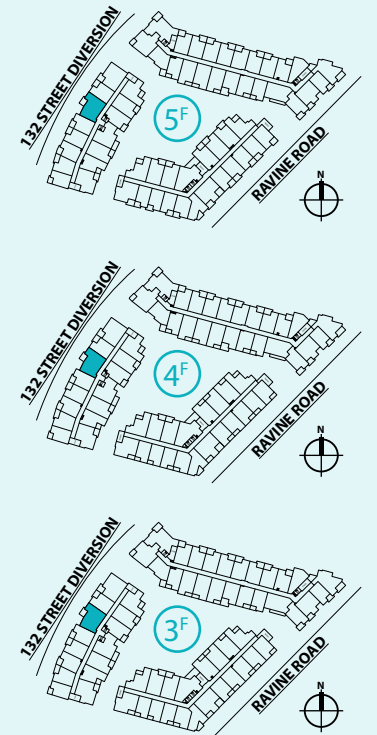 132 STREET DIVERSION
5F
RAVINE ROAD
N
132 STREET DIVERSION
4F
RAVINE ROAD
N
132 STREET DIVERSION
3F
RAVINE ROAD
N